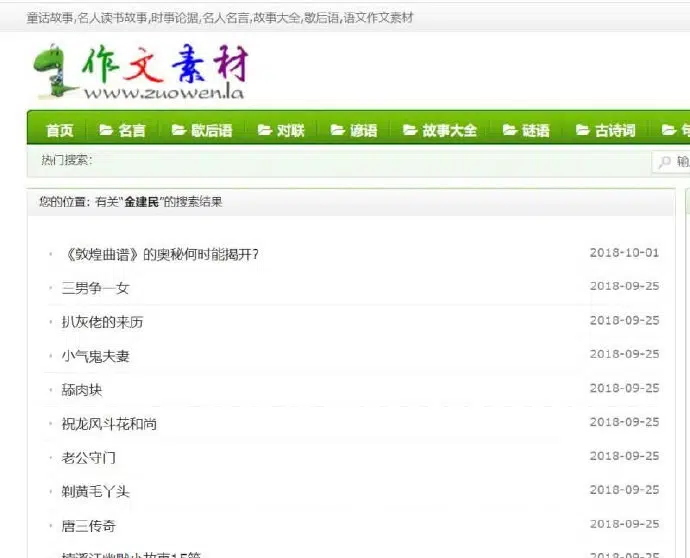 童话故事,名人读书故事,时事论据,名人名言,故事大全,歇后语,语文作文素材
作文素材
www.zuowen.la
首页 名言 歇后语 对联 谚语 故事大全 谜语 古诗词
热门搜索:
您的位置: 有关“金建民”的搜索结果
《敦煌曲谱》的奥秘何时能揭开? 2018-10-01
三男争一女 2018-09-25
扒灰佬的来历 2018-09-25
小气鬼夫妻 2018-09-25
舔肉块 2018-09-25
祝龙风斗花和尚 2018-09-25
老公守门 2018-09-25
剃黄毛丫头 2018-09-25
唐三传奇 2018-09-25